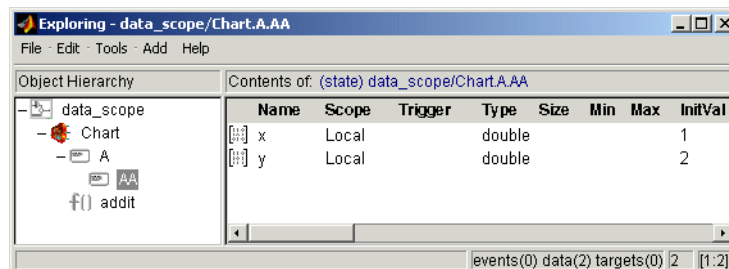 Exploring - data_scope/Chart.A.AA
File Edit Tools Add Help
Object Hierarchy
Contents of: (state) data_scope/Chart.A.AA
data_scope
Chart
A
AA
f() addit
Name Scope Trigger Type Size Min Max InitVal
x Local double 1
y Local double 2
events(0) data(2) targets(0) 2 [1:2]